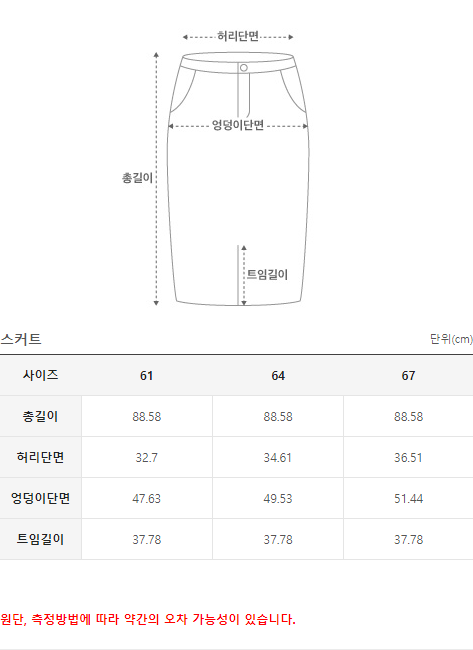 허리단면
엉덩이단면
총길이
트임길이
스커트 단위(cm)
사이즈 61 64 67
총길이 88.58 88.58 88.58
허리단면 32.7 34.61 36.51
엉덩이단면 47.63 49.53 51.44
트임길이 37.78 37.78 37.78
원단, 측정방법에 따라 약간의 오차 가능성이 있습니다.